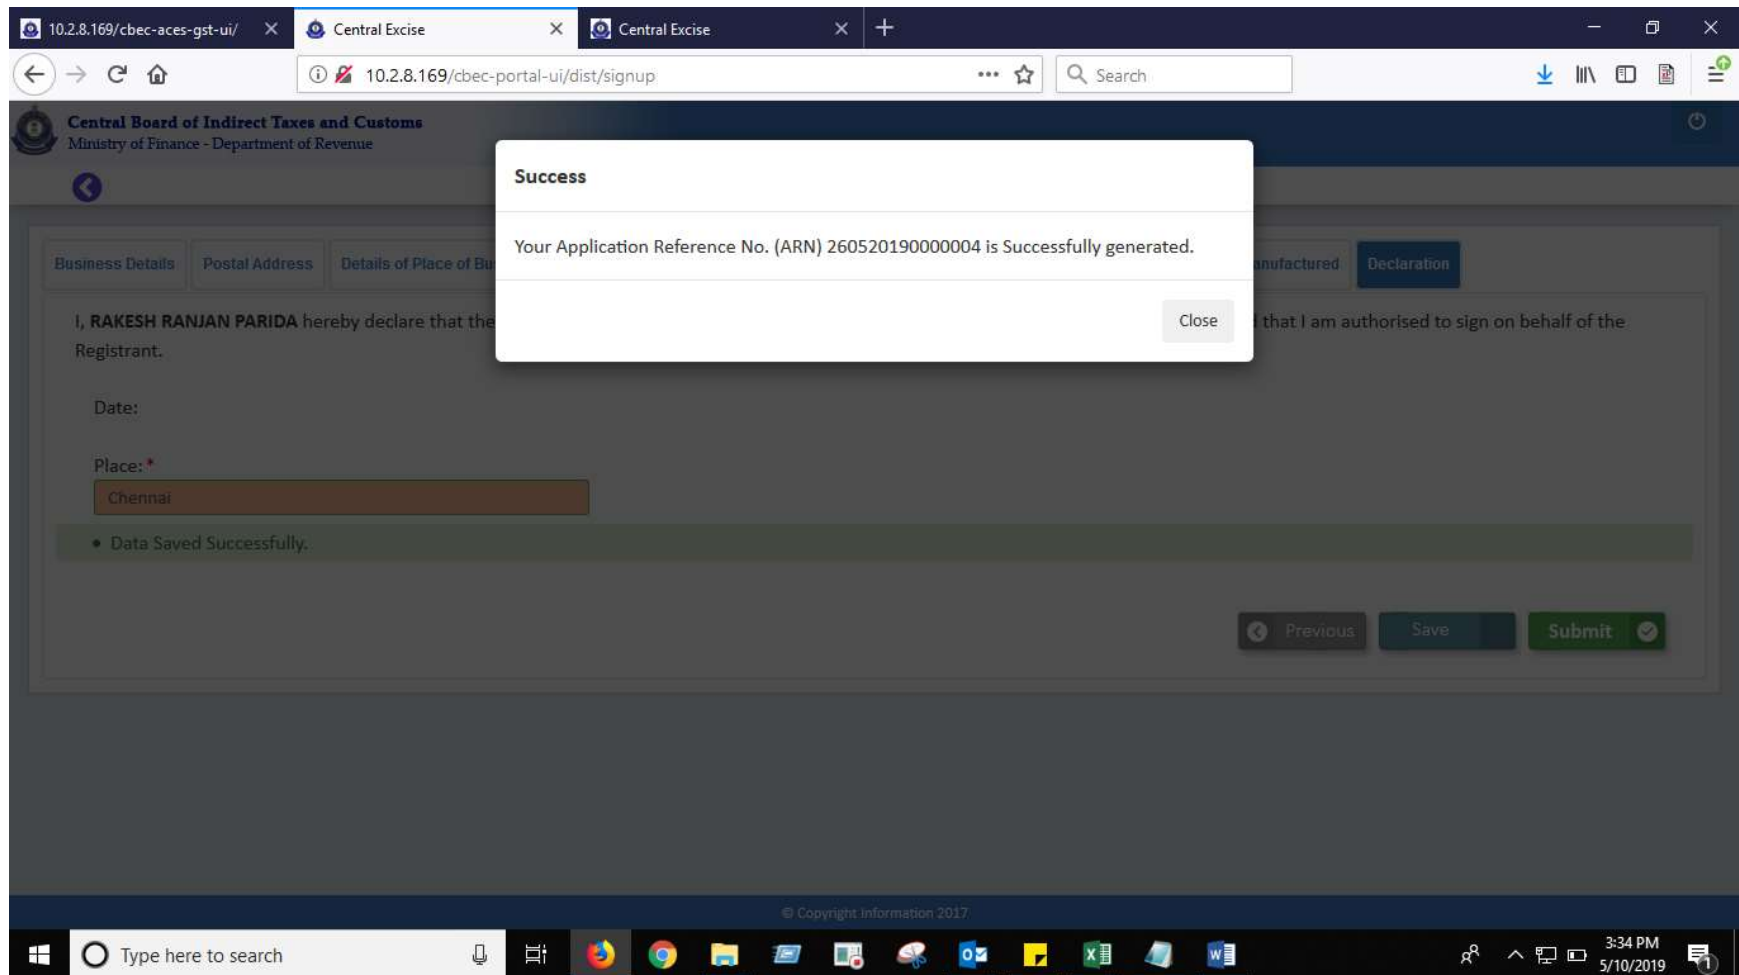 10.2.8.169/cbec-aces-gst-ui/
Central Excise
Central Excise
10.2.8.169/cbec-portal-ui/dist/signup
Search
Central Board of Indirect Taxes and Customs
Ministry of Finance - Department of Revenue
Success
Your Application Reference No. (ARN) 260520190000004 is Successfully generated.
Close
Business Details
Postal Address
Details of Place of Bu
anufactured
Declaration
I, RAKESH RANJAN PARIDA hereby declare that the
that I am authorised to sign on behalf of the
Registrant.
Date:
Place: *
Chennai
• Data Saved Successfully.
Previous
Save
Submit
© Copyright Information 2017
Type here to search
3:34 PM
5/10/2019
1